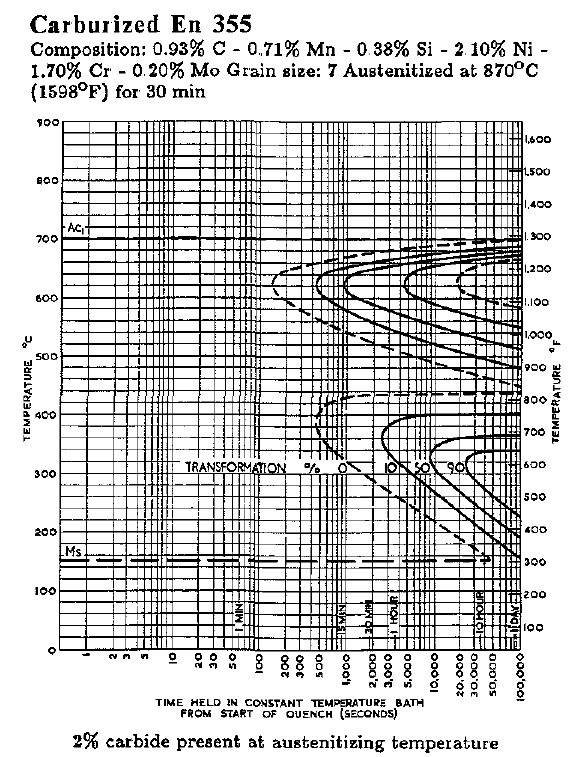 Carburized En 355
Composition: 0.93% C - 0.71% Mn - 0.38% Si - 2.10% Ni -
1.70% Cr - 0.20% Mo Grain size: 7 Austenitized at 870°C
(1598°F) for 30 min
900
800
Ac₁
700
600
500
400
300
200
Ms
100
0
TEMPERATURE °C
1,600
1,500
1,400
1,300
1,200
1,100
1,000
900
800
700
600
500
400
300
200
100
TEMPERATURE °F
TRANSFORMATION % 0 10 50 90
1 MIN
15 MIN
30 MIN
1 HOUR
10 HOUR
1 DAY
1 2 3 5 10 20 30 50 100 200 300 500 1,000 2,000 3,000 5,000 10,000 20,000 30,000 50,000 100,000
TIME HELD IN CONSTANT TEMPERATURE BATH
FROM START OF QUENCH (SECONDS)
2% carbide present at austenitizing temperature